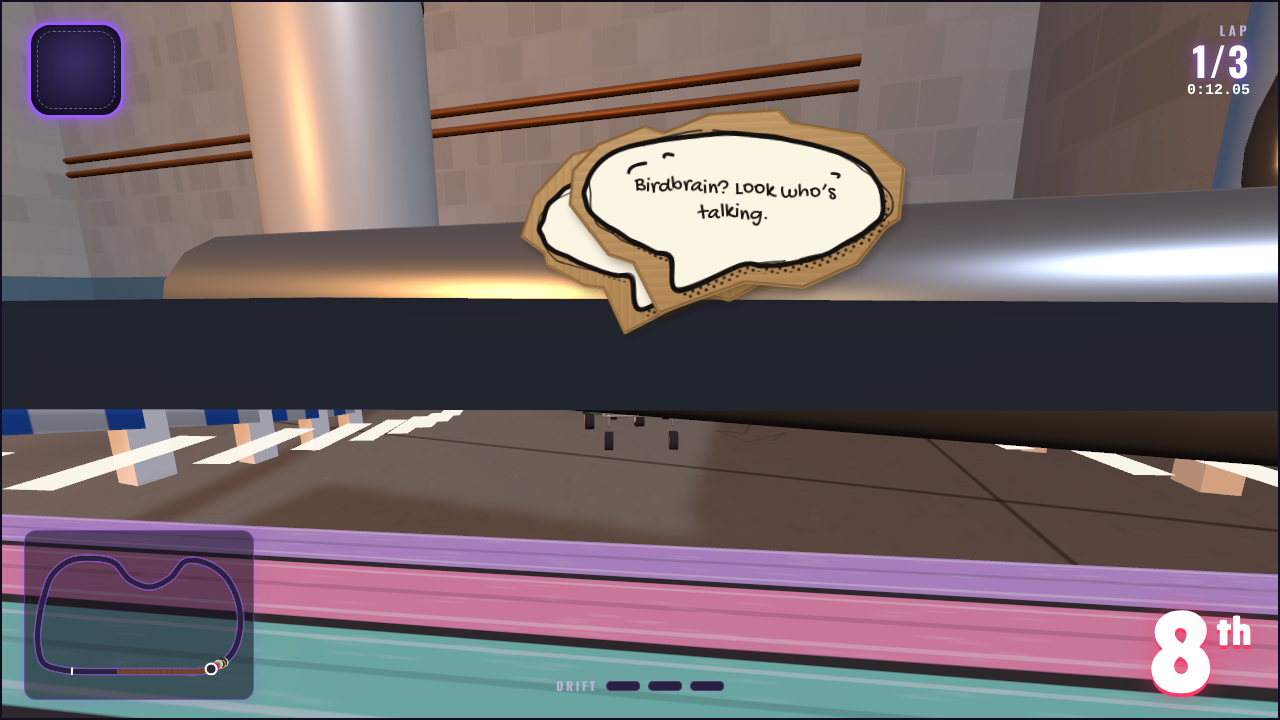 LAP
1/3
0:12.05
Birdbrain? Look who's
talking.
DRIFT
8th